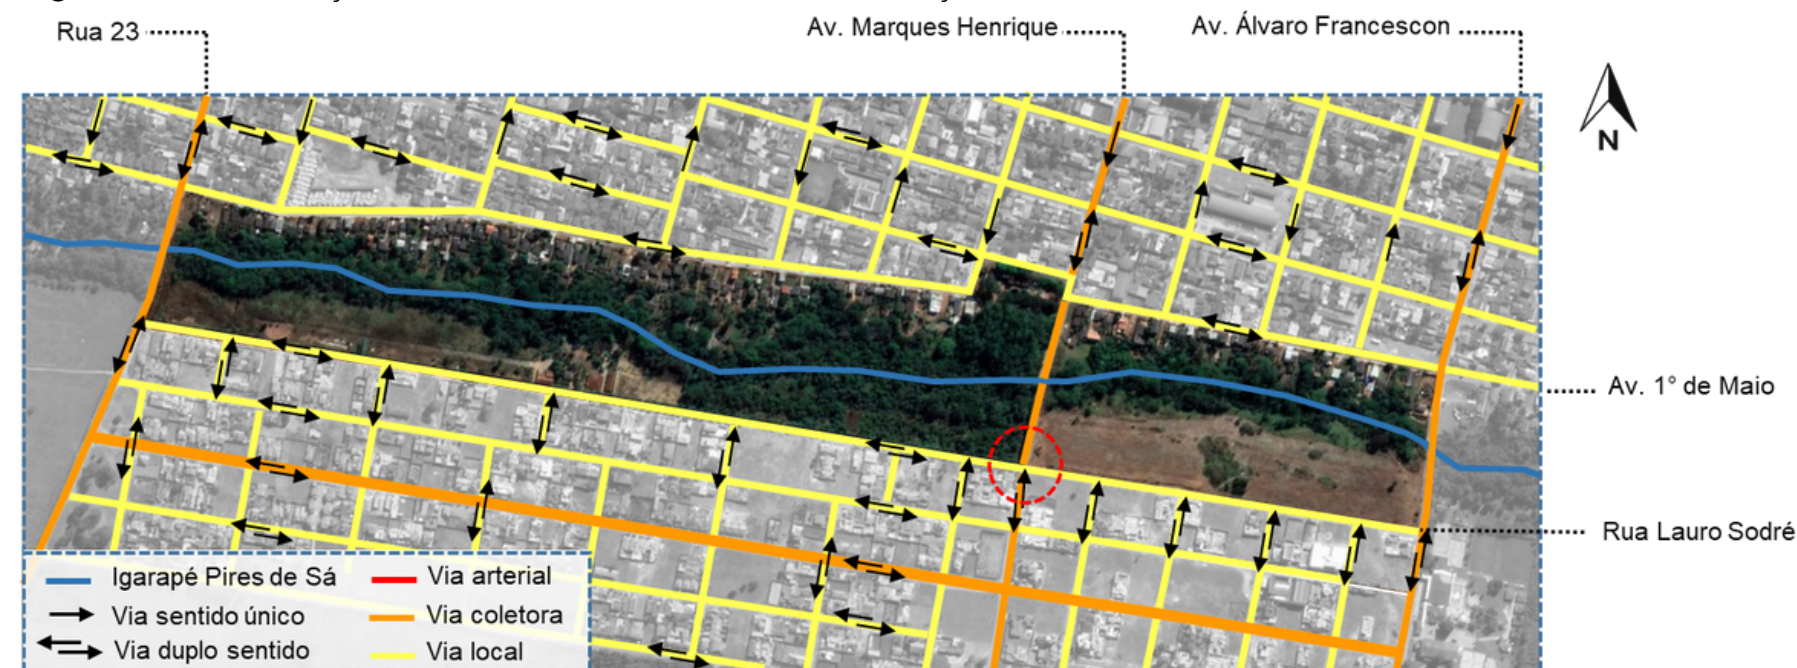 Rua 23
Av. Marques Henrique
Av. Álvaro Francescon
N
Av. 1° de Maio
Rua Lauro Sodré
Igarapé Pires de Sá
Via arterial
Via sentido único
Via coletora
Via duplo sentido
Via local